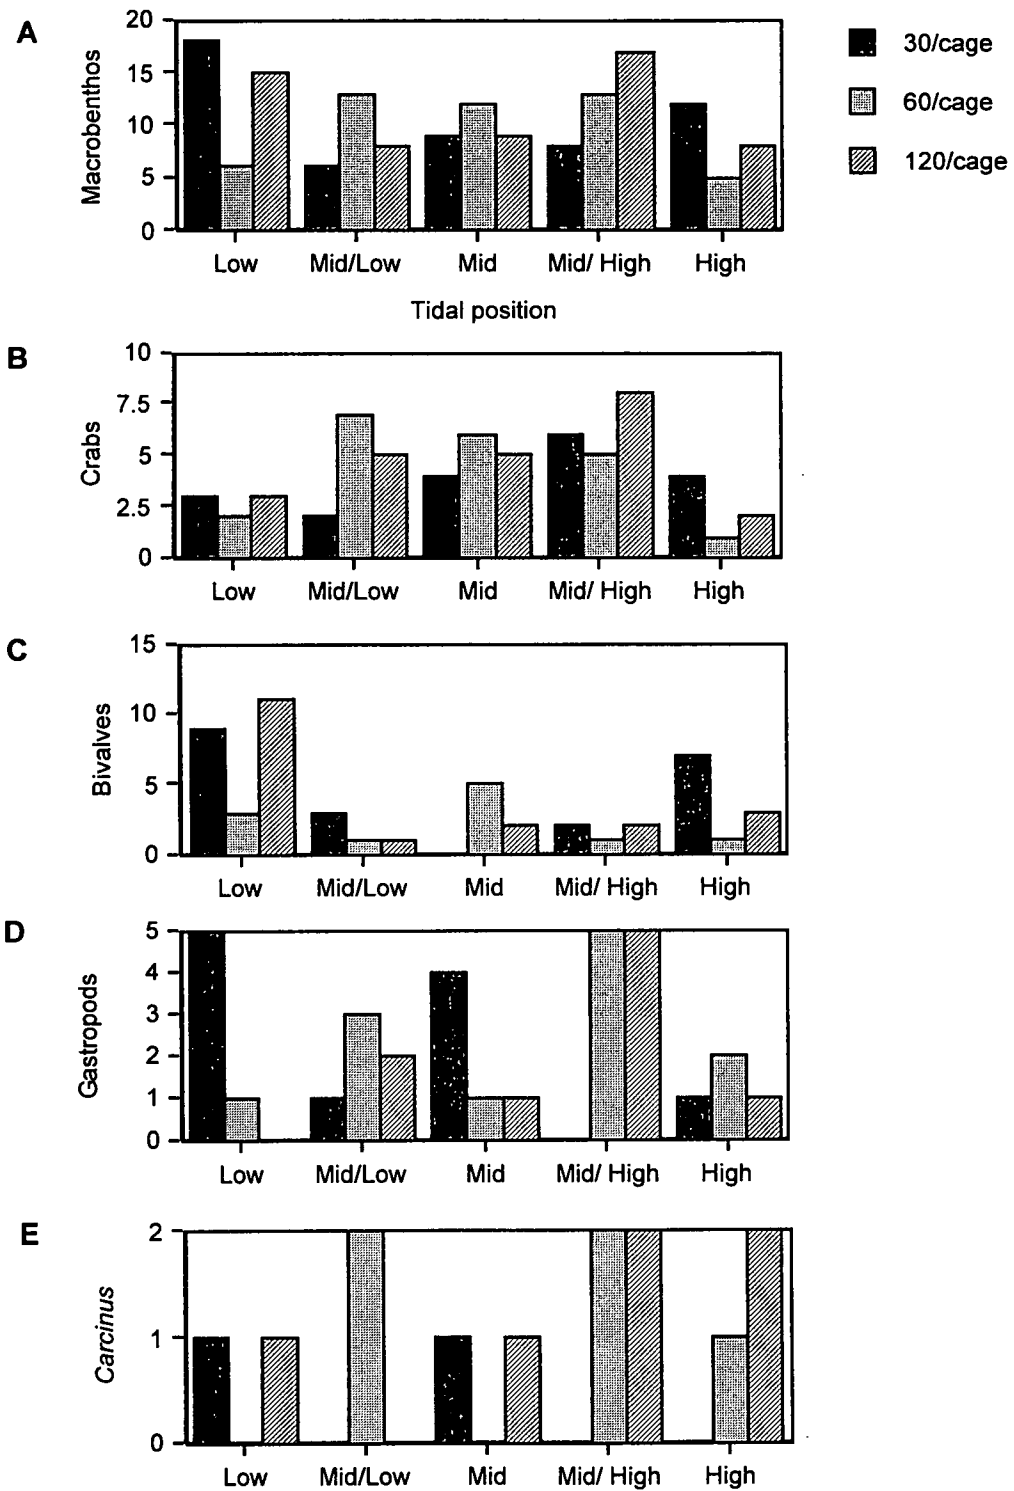 A
Macrobenthos
20
15
10
5
0
Low Mid/Low Mid Mid/ High High
Tidal position
30/cage
60/cage
120/cage
B
Crabs
10
7.5
5
2.5
0
Low Mid/Low Mid Mid/ High High
C
Bivalves
15
10
5
0
Low Mid/Low Mid Mid/ High High
D
Gastropods
5
4
3
2
1
0
Low Mid/Low Mid Mid/ High High
E
Carcinus
2
1
0
Low Mid/Low Mid Mid/ High High